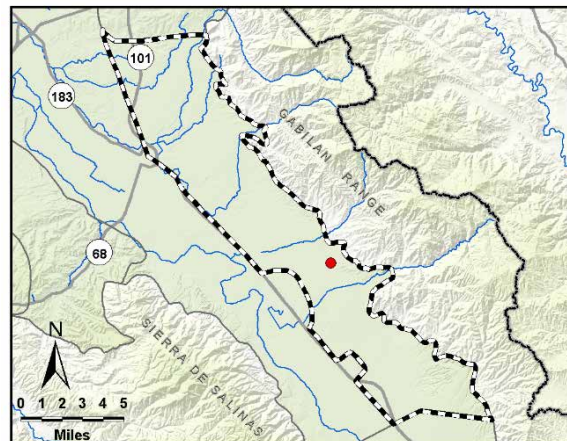 101
183
GABILAN RANGE
68
SIERRA DE SALINAS
N
0 1 2 3 4 5
Miles